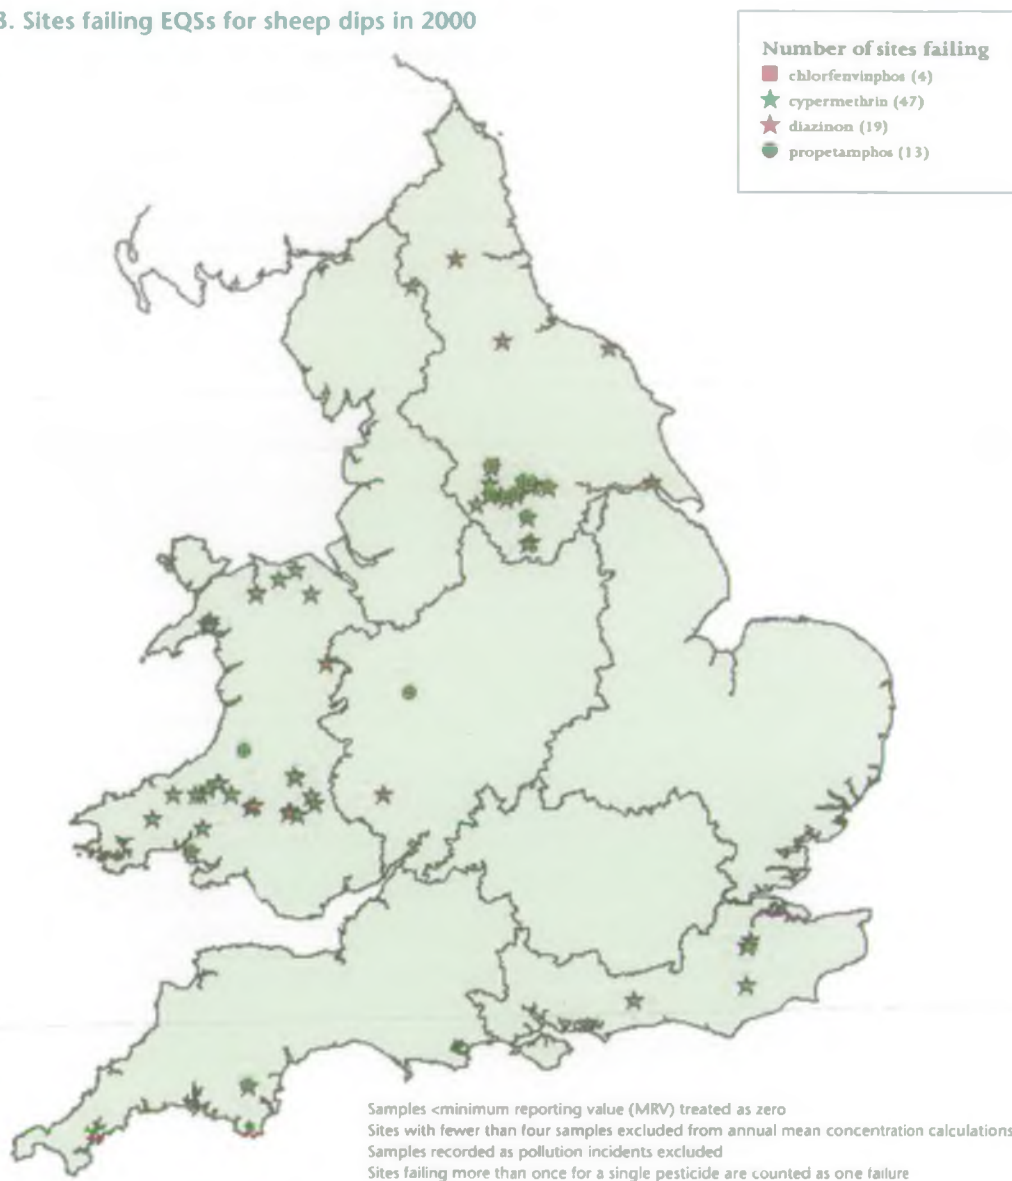 3. Sites failing EQSs for sheep dips in 2000
Number of sites failing
chlorfenvinphos (4)
cypermethrin (47)
diazinon (19)
propetamphos (13)
Samples <minimum reporting value (MRV) treated as zero
Sites with fewer than four samples excluded from annual mean concentration calculations
Samples recorded as pollution incidents excluded
Sites failing more than once for a single pesticide are counted as one failure